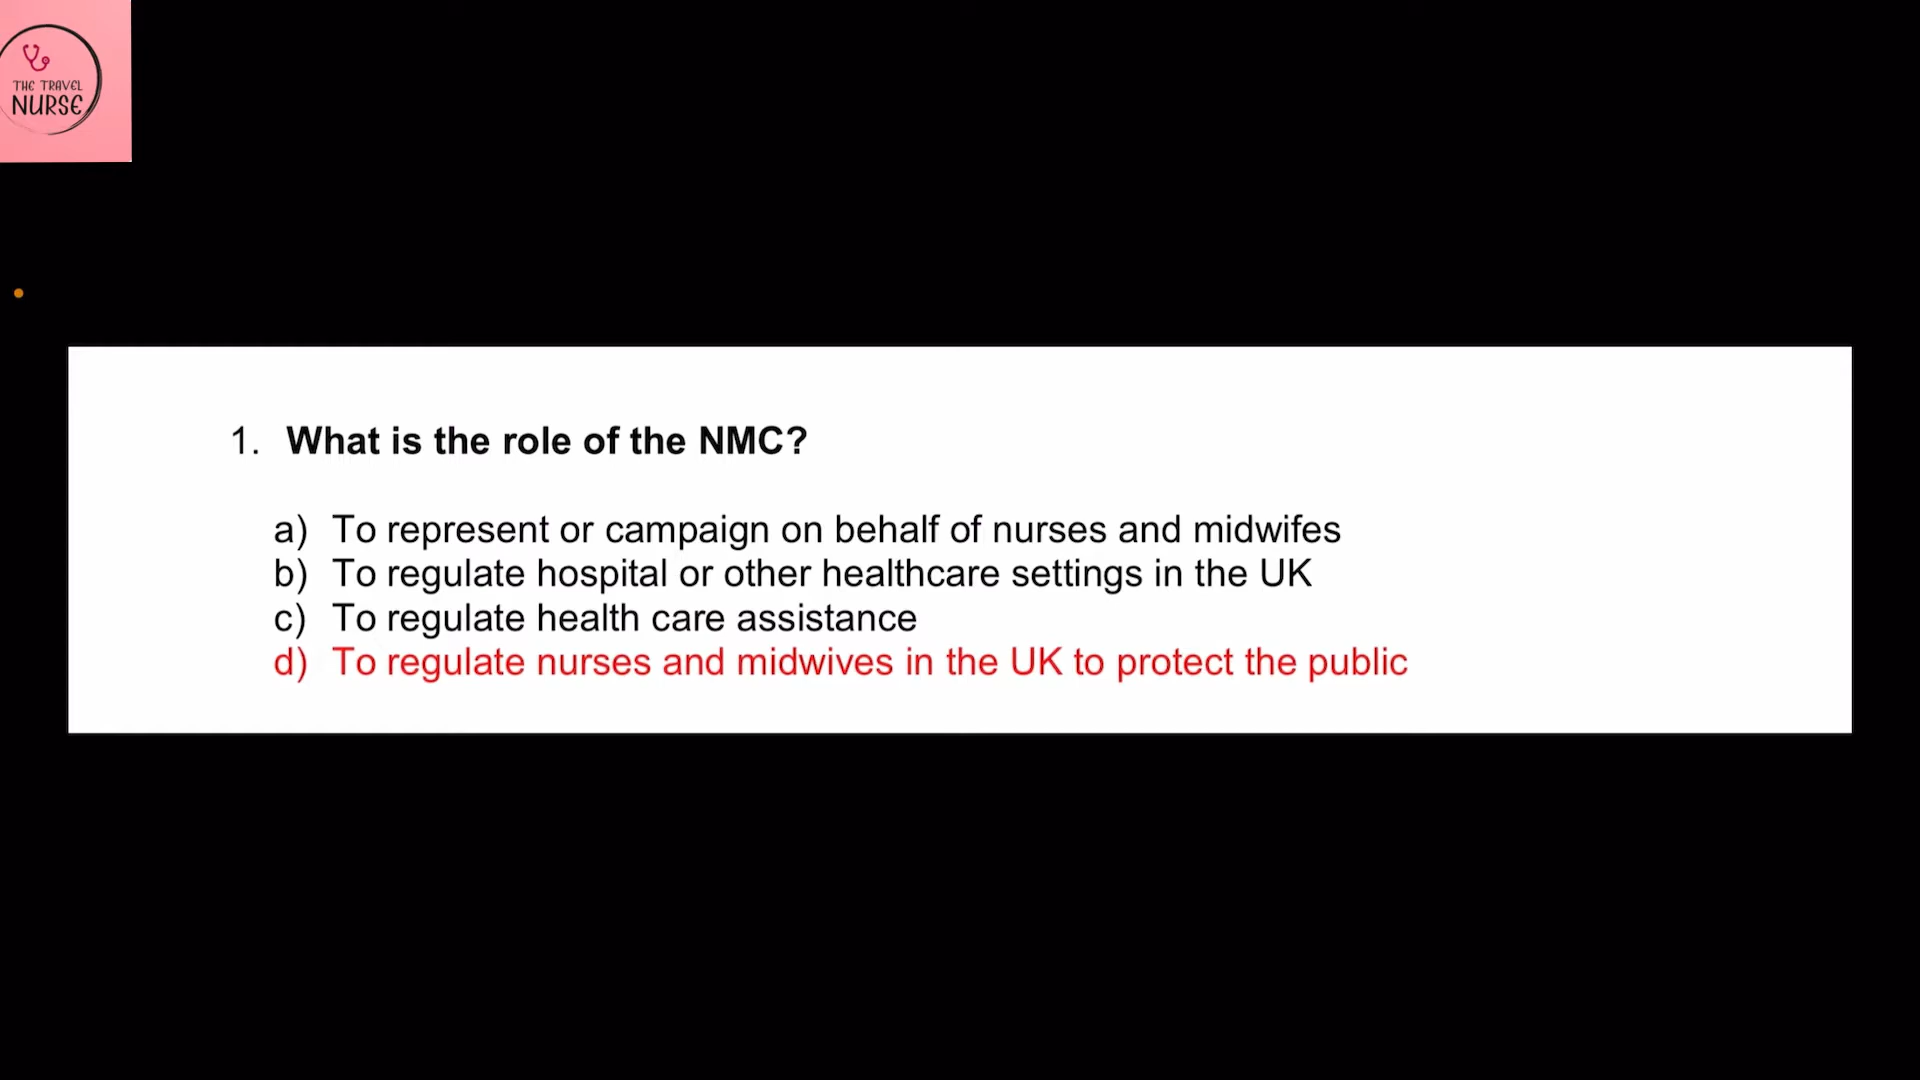 THE TRAVEL
NURSE
1. What is the role of the NMC?
a) To represent or campaign on behalf of nurses and midwifes
b) To regulate hospital or other healthcare settings in the UK
c) To regulate health care assistance
d) To regulate nurses and midwives in the UK to protect the public